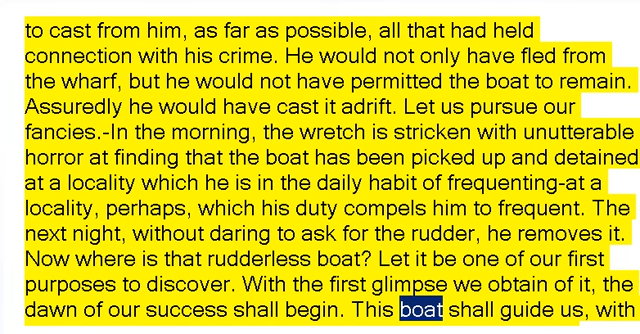 to cast from him, as far as possible, all that had held
connection with his crime. He would not only have fled from
the wharf, but he would not have permitted the boat to remain.
Assuredly he would have cast it adrift. Let us pursue our
fancies.-In the morning, the wretch is stricken with unutterable
horror at finding that the boat has been picked up and detained
at a locality which he is in the daily habit of frequenting-at a
locality, perhaps, which his duty compels him to frequent. The
next night, without daring to ask for the rudder, he removes it.
Now where is that rudderless boat? Let it be one of our first
purposes to discover. With the first glimpse we obtain of it, the
dawn of our success shall begin. This boat shall guide us, with